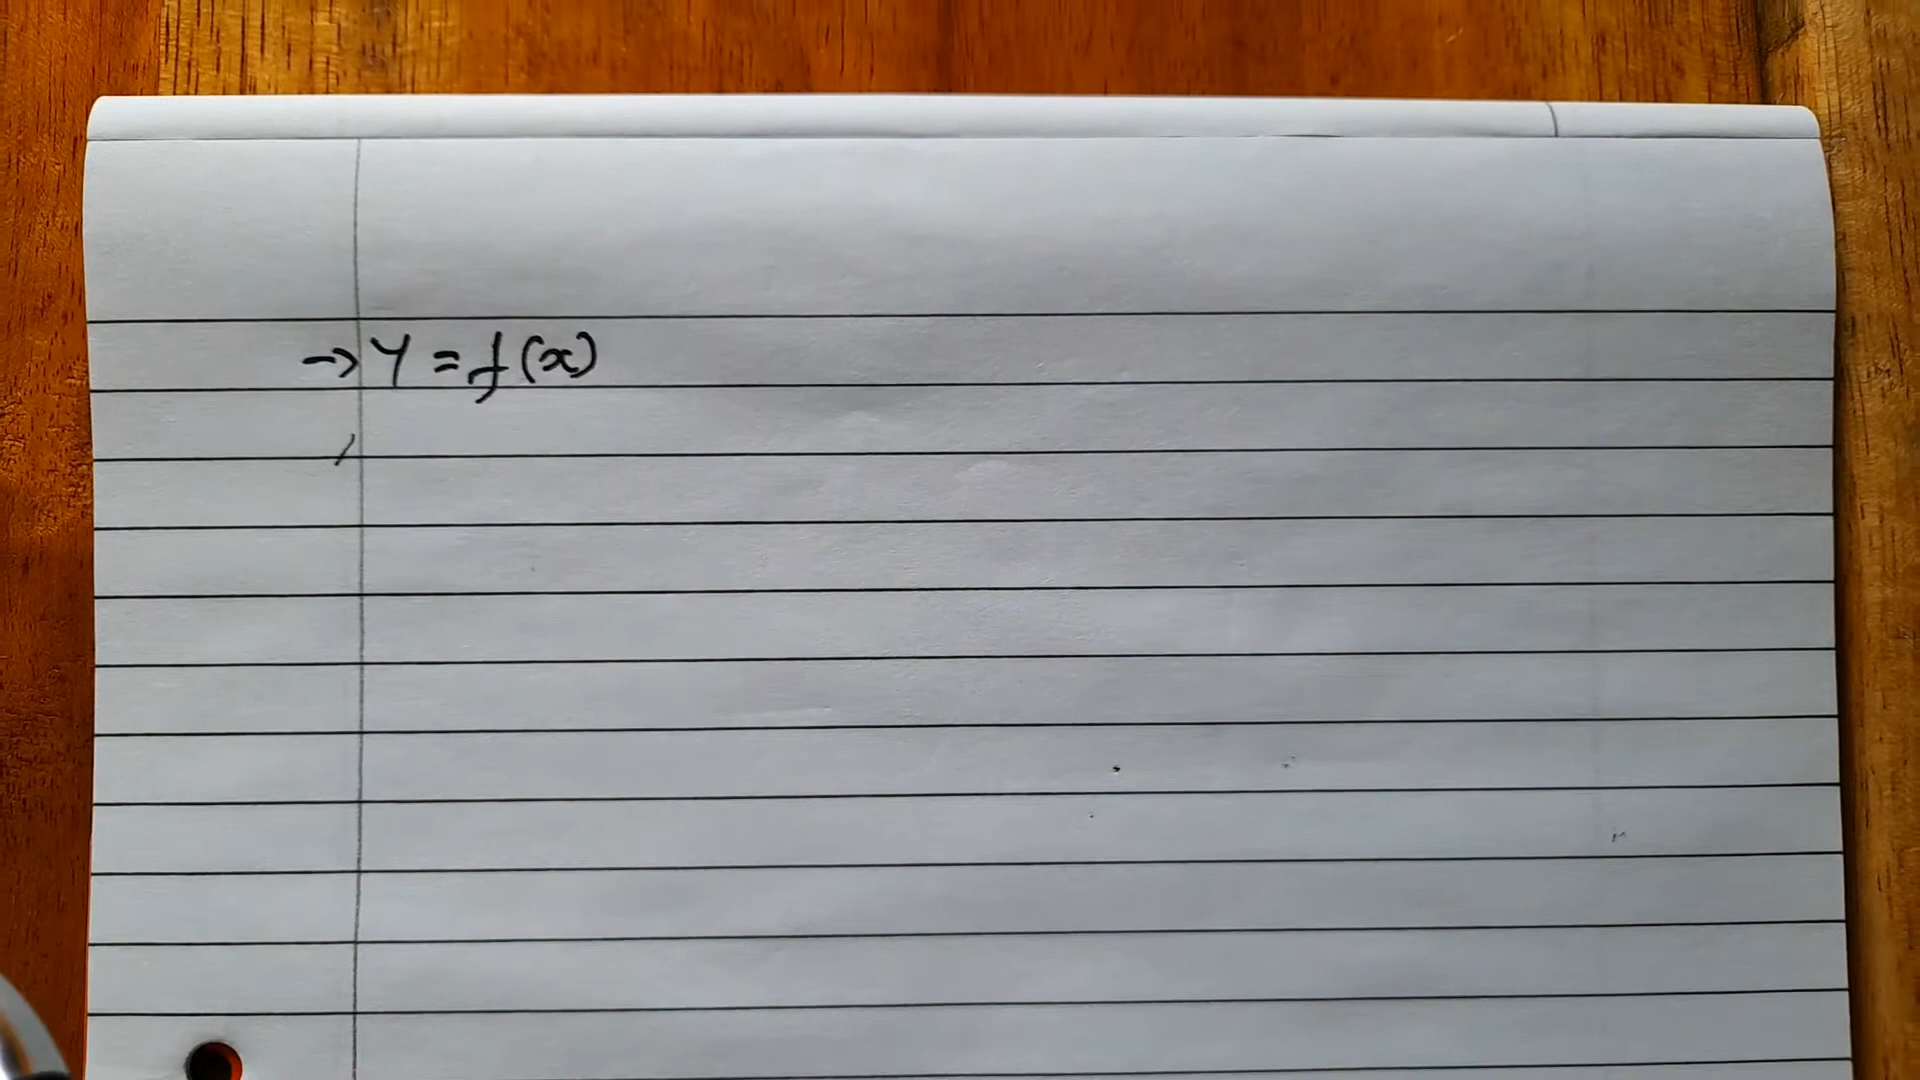 → Y = f(x)